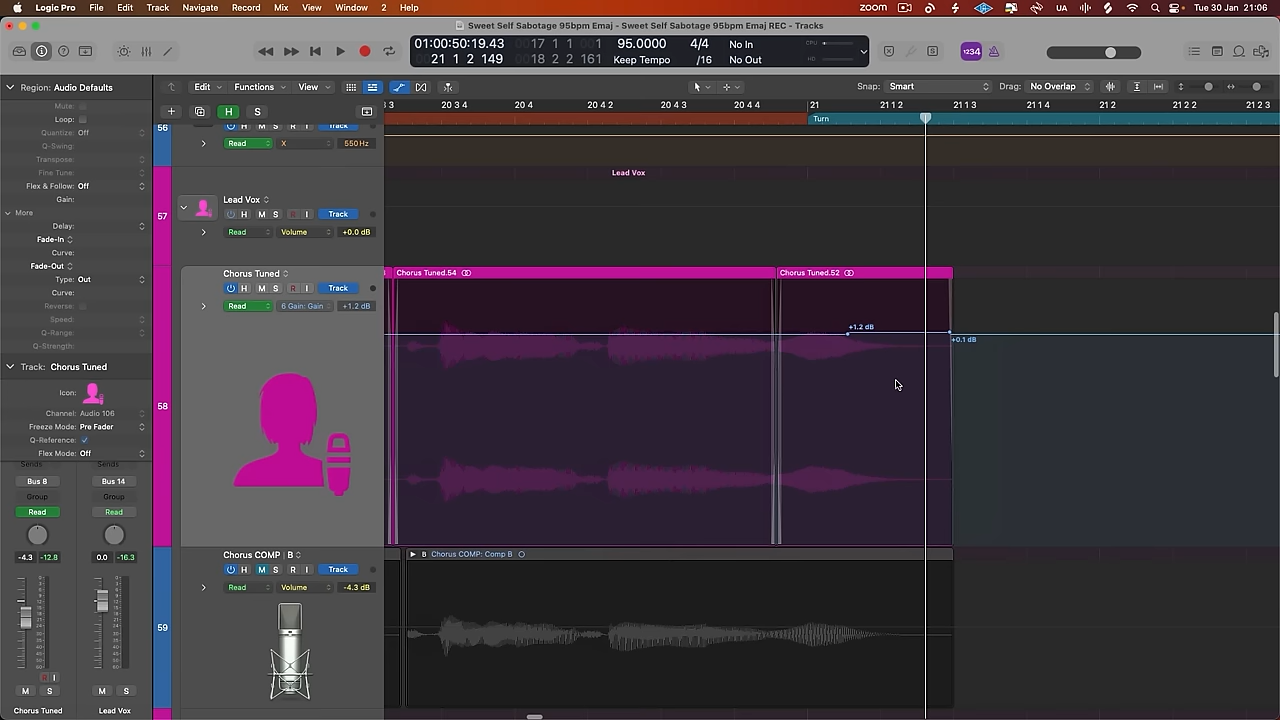 Logic Pro File Edit Track Navigate Record Mix View Window 2 Help zoom UA Tue 30 Jan 21:06
Sweet Self Sabotage 95bpm Emaj - Sweet Self Sabotage 95bpm Emaj REC - Tracks
01:00:50:19.43 0017 1 1 001 95.0000 4/4 No In CPU
21 1 2 149 0018 2 2 161 Keep Tempo /16 No Out HD
1234
Region: Audio Defaults Edit Functions View Snap: Smart Drag: No Overlap
Mute:
Loop:
Quantize: Off
Q-Swing:
Transpose:
Fine Tune:
Flex & Follow: Off
Gain:
More
Delay:
Fade-In
Curve:
Fade-Out
Type: Out
Curve:
Reverse:
Speed:
Q-Range:
Q-Strength:
Track: Chorus Tuned
Icon:
Channel: Audio 106
Freeze Mode: Pre Fader
Q-Reference:
Flex Mode: Off
Sends Sends
Bus 8 Bus 14
Group Group
Read Read
-4.3 -12.8 0.0 -16.3
R I
M S M S
Chorus Tuned Lead Vox
H S
3 20 3 4 20 4 20 4 2 20 4 3 20 4 4 21 21 1 2 21 1 3 21 1 4 21 2 21 2 2 21 2 3
Turn
56 H M S R I Track
Read X 550 Hz
Lead Vox
57 Lead Vox
H M S R I Track
Read Volume +0.0 dB
58 Chorus Tuned
H M S R I Track
Read 6 Gain: Gain +1.2 dB
Chorus Tuned.54 Chorus Tuned.52
+1.2 dB
+0.1 dB
59 Chorus COMP | B
H M S R I Track
Read Volume -4.3 dB
B Chorus COMP: Comp B